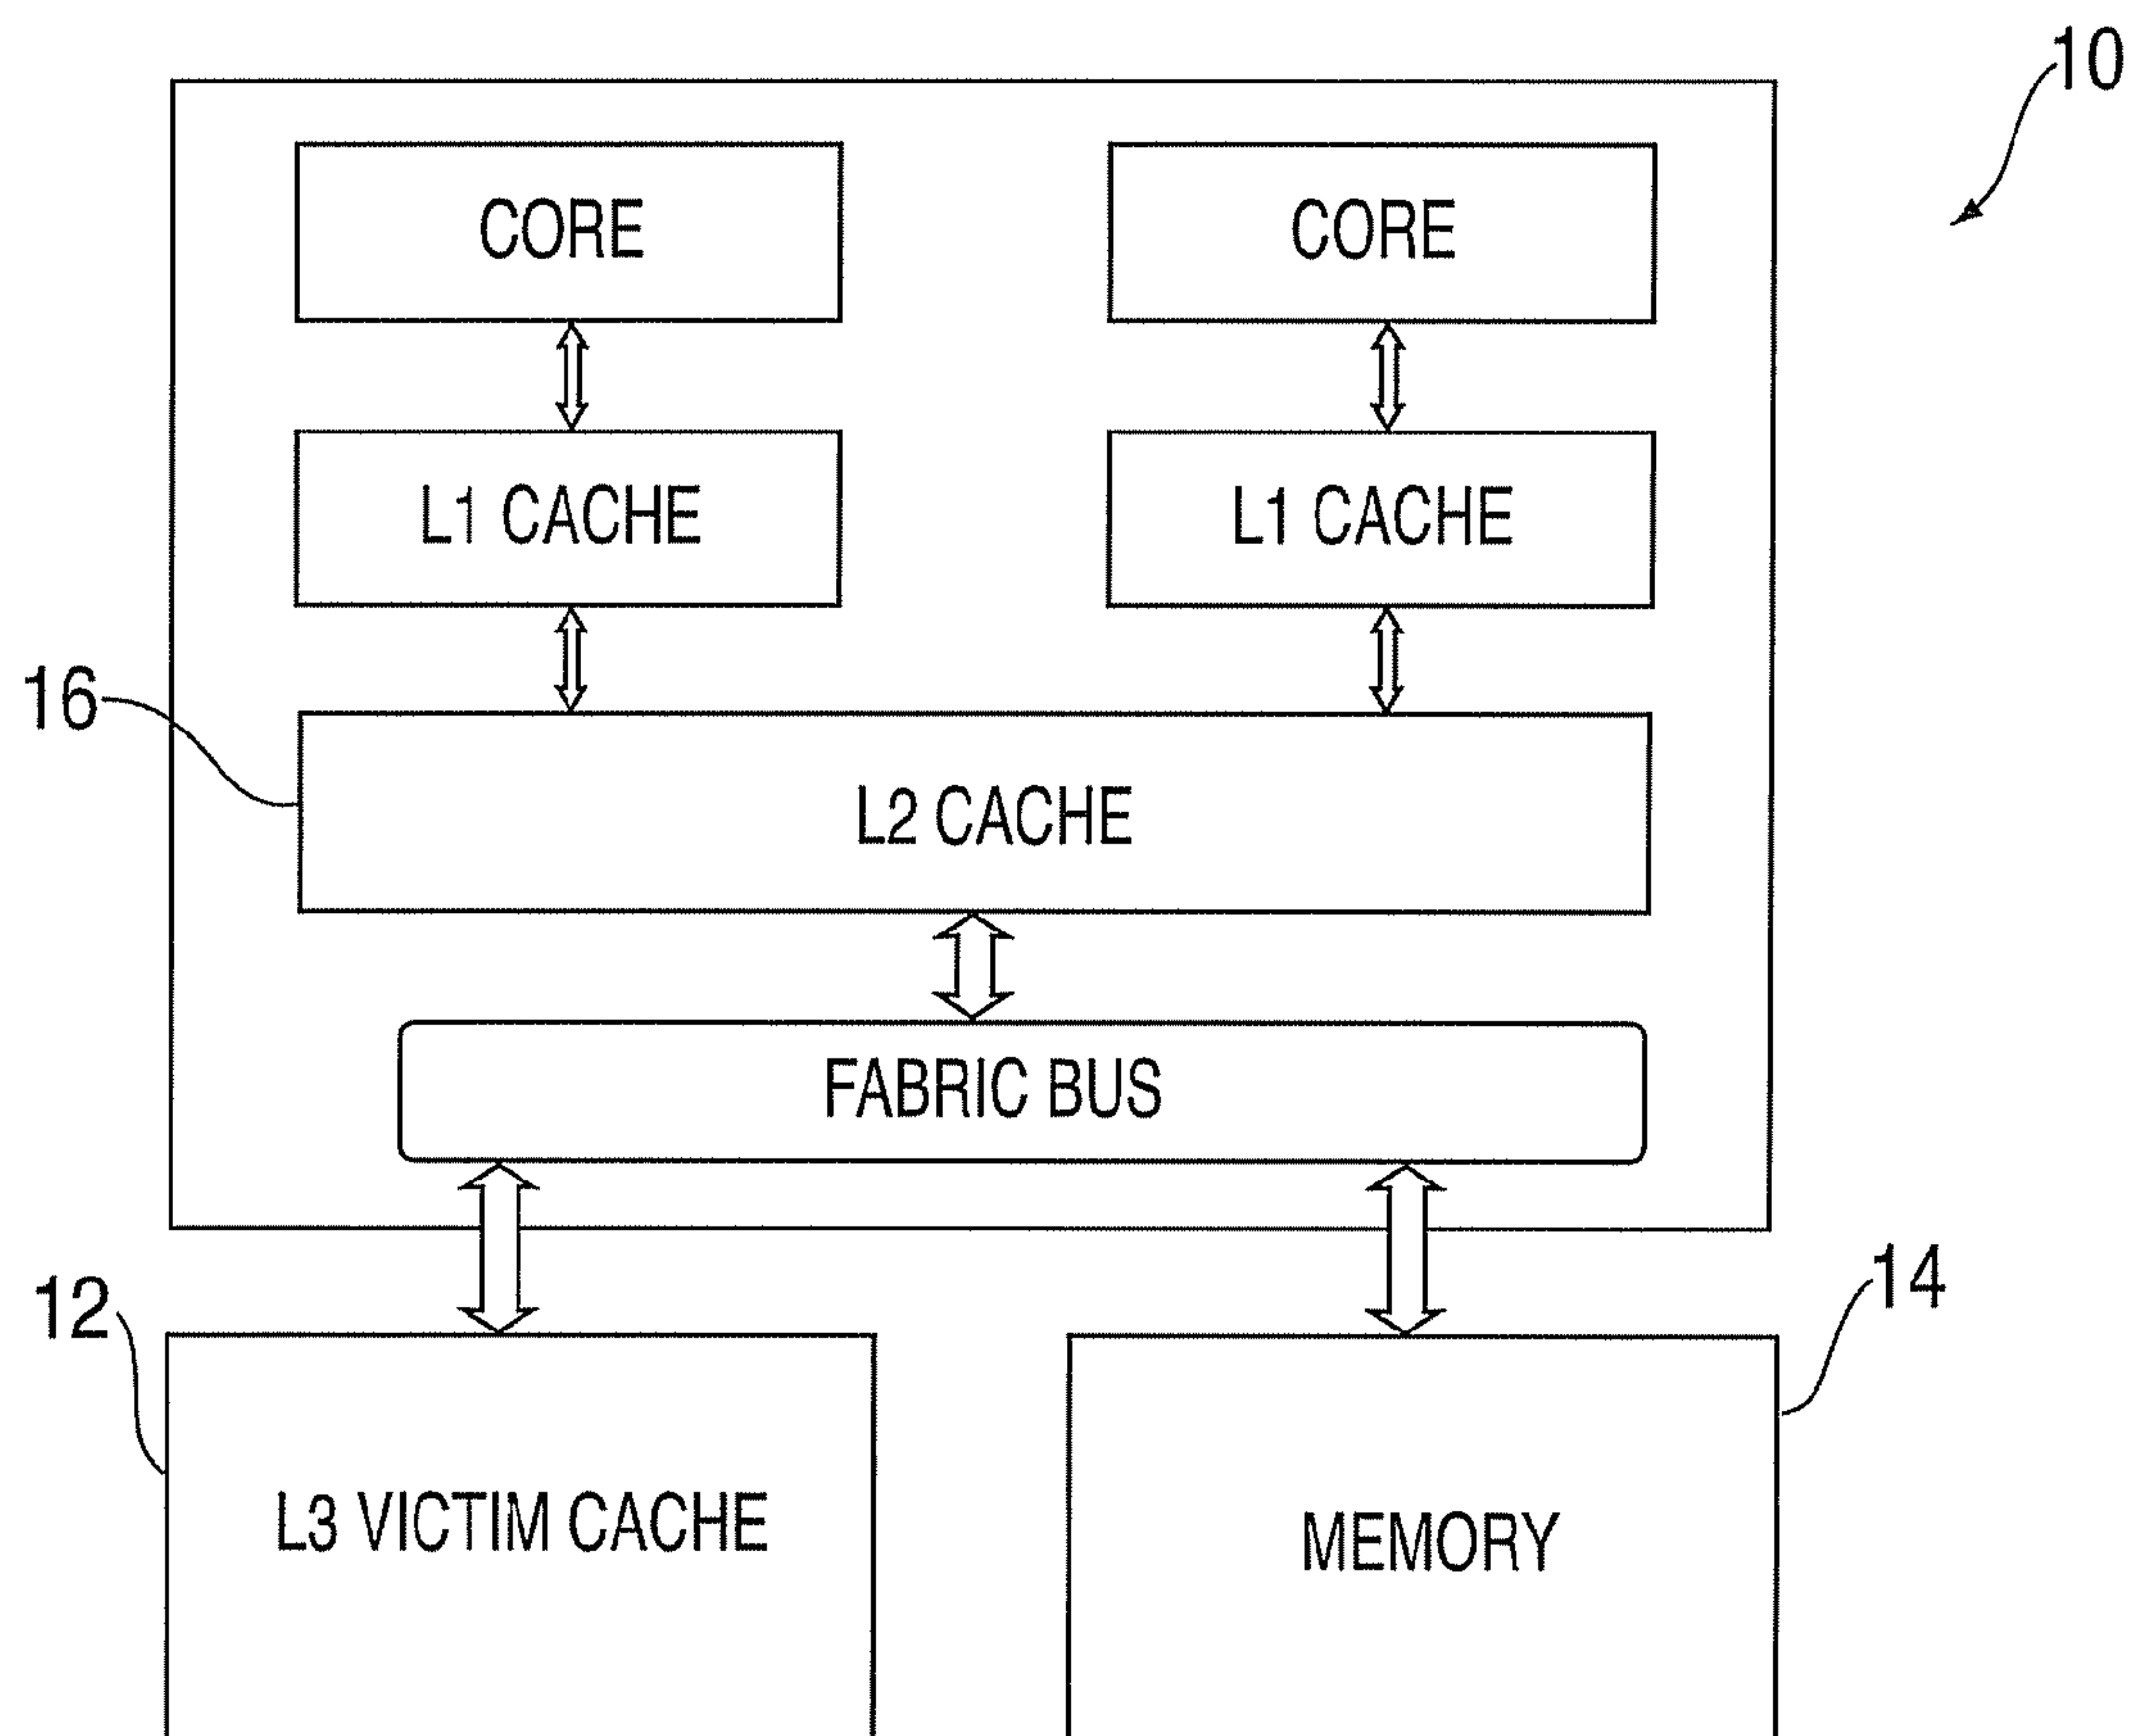 10
CORE
CORE
L1 CACHE
L1 CACHE
16
L2 CACHE
FABRIC BUS
12
14
L3 VICTIM CACHE
MEMORY